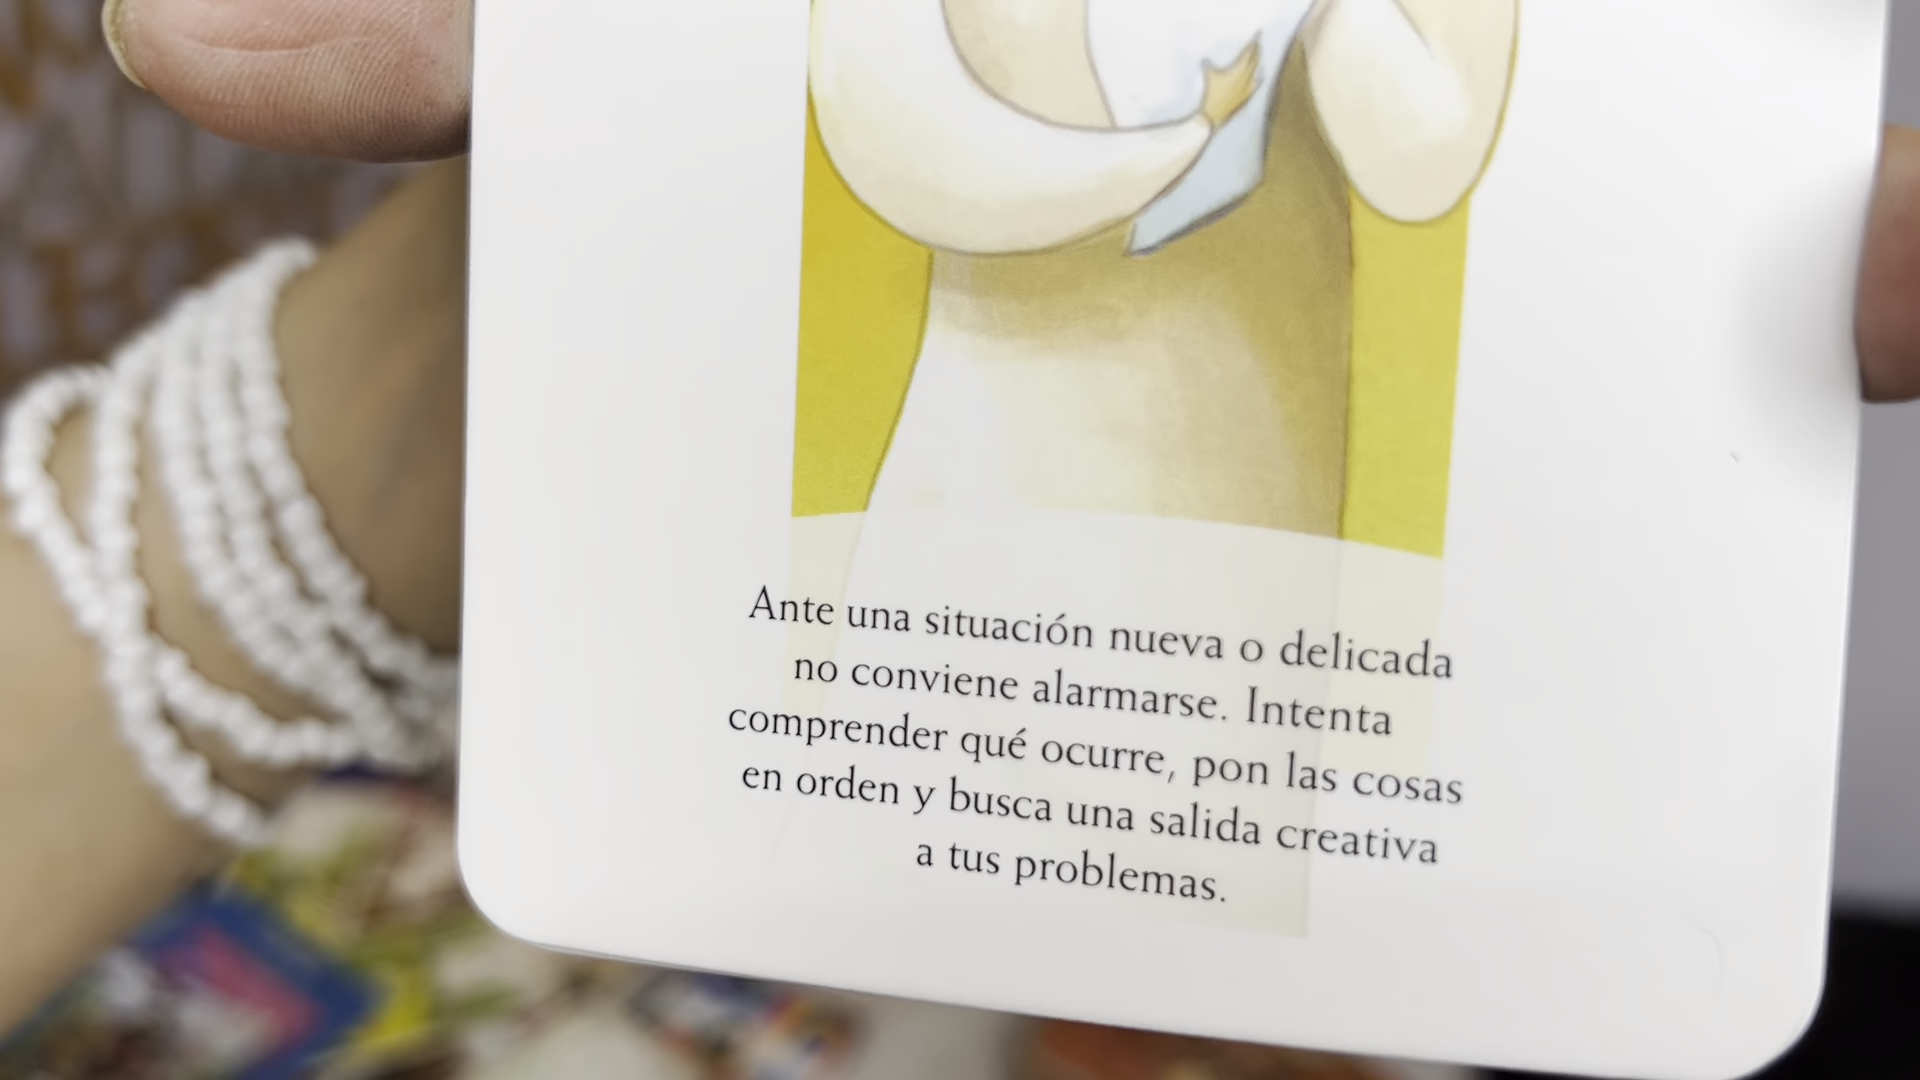 Ante una situación nueva o delicada
no conviene alarmarse. Intenta
comprender qué ocurre, pon las cosas
en orden y busca una salida creativa
a tus problemas.